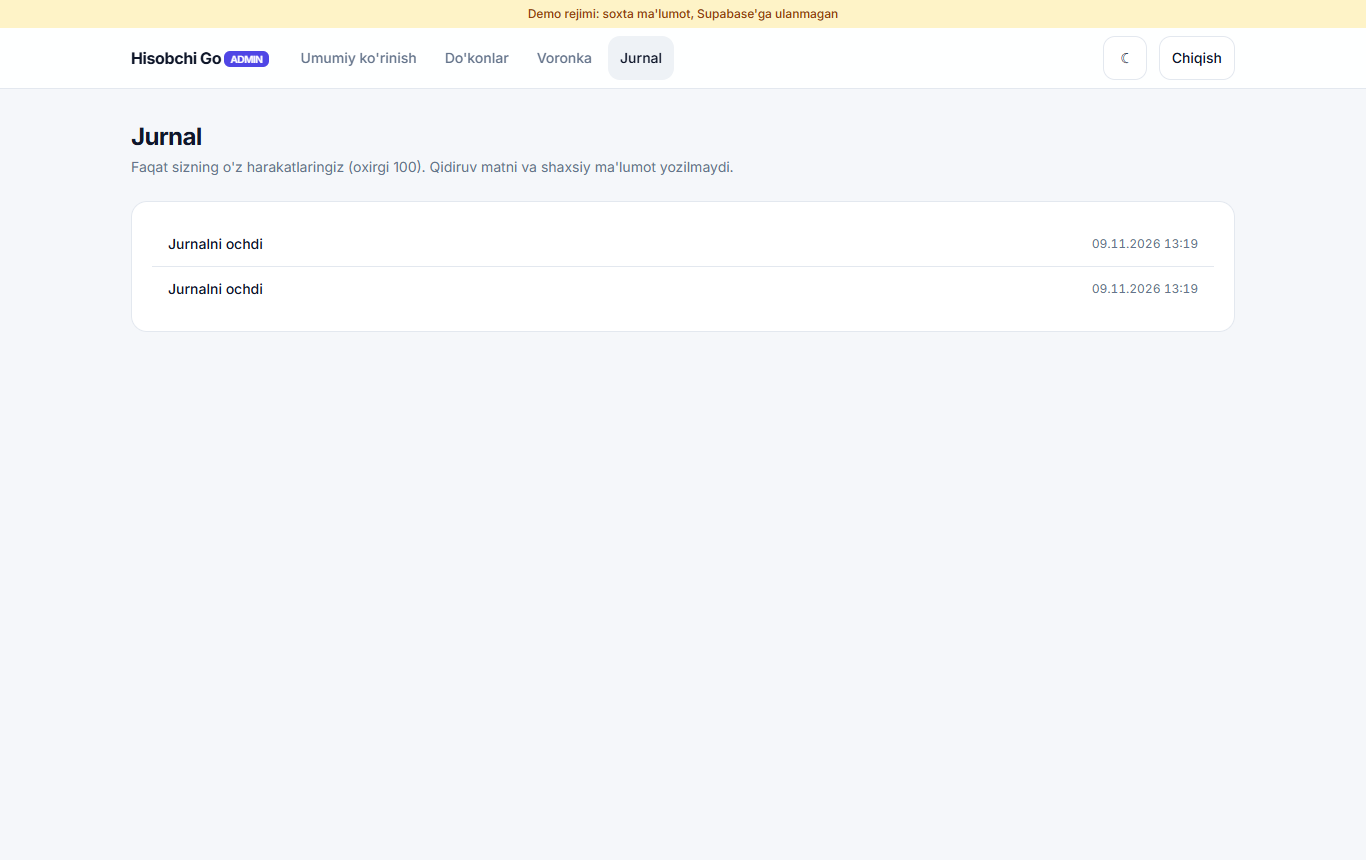 Demo rejimi: soxta ma'lumot, Supabase'ga ulanmagan
Hisobchi Go ADMIN Umumiy ko'rinish Do'konlar Voronka Jurnal Chiqish
Jurnal
Faqat sizning o'z harakatlaringiz (oxirgi 100). Qidiruv matni va shaxsiy ma'lumot yozilmaydi.
Jurnalni ochdi 09.11.2026 13:19
Jurnalni ochdi 09.11.2026 13:19